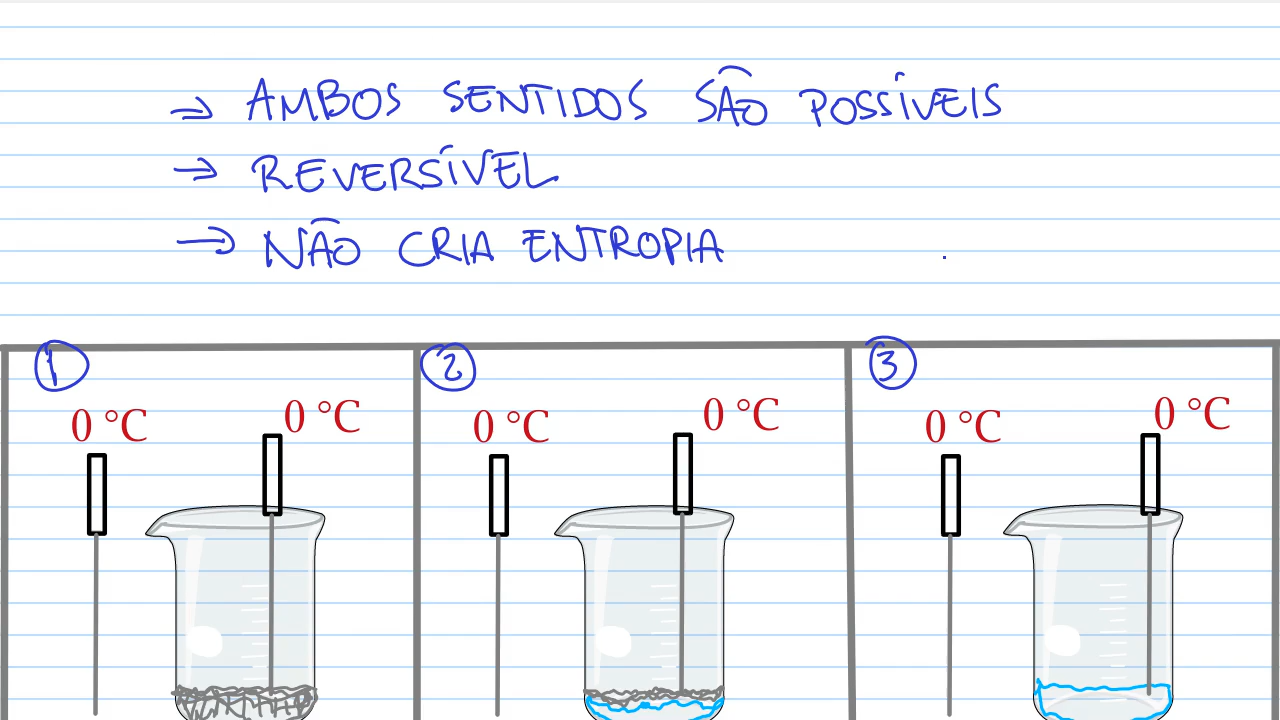 → AMBOS SENTIDOS SÃO POSSÍVEIS
→ REVERSÍVEL
→ NÃO CRIA ENTROPIA
1 2 3
0 °C 0 °C 0 °C 0 °C 0 °C 0 °C